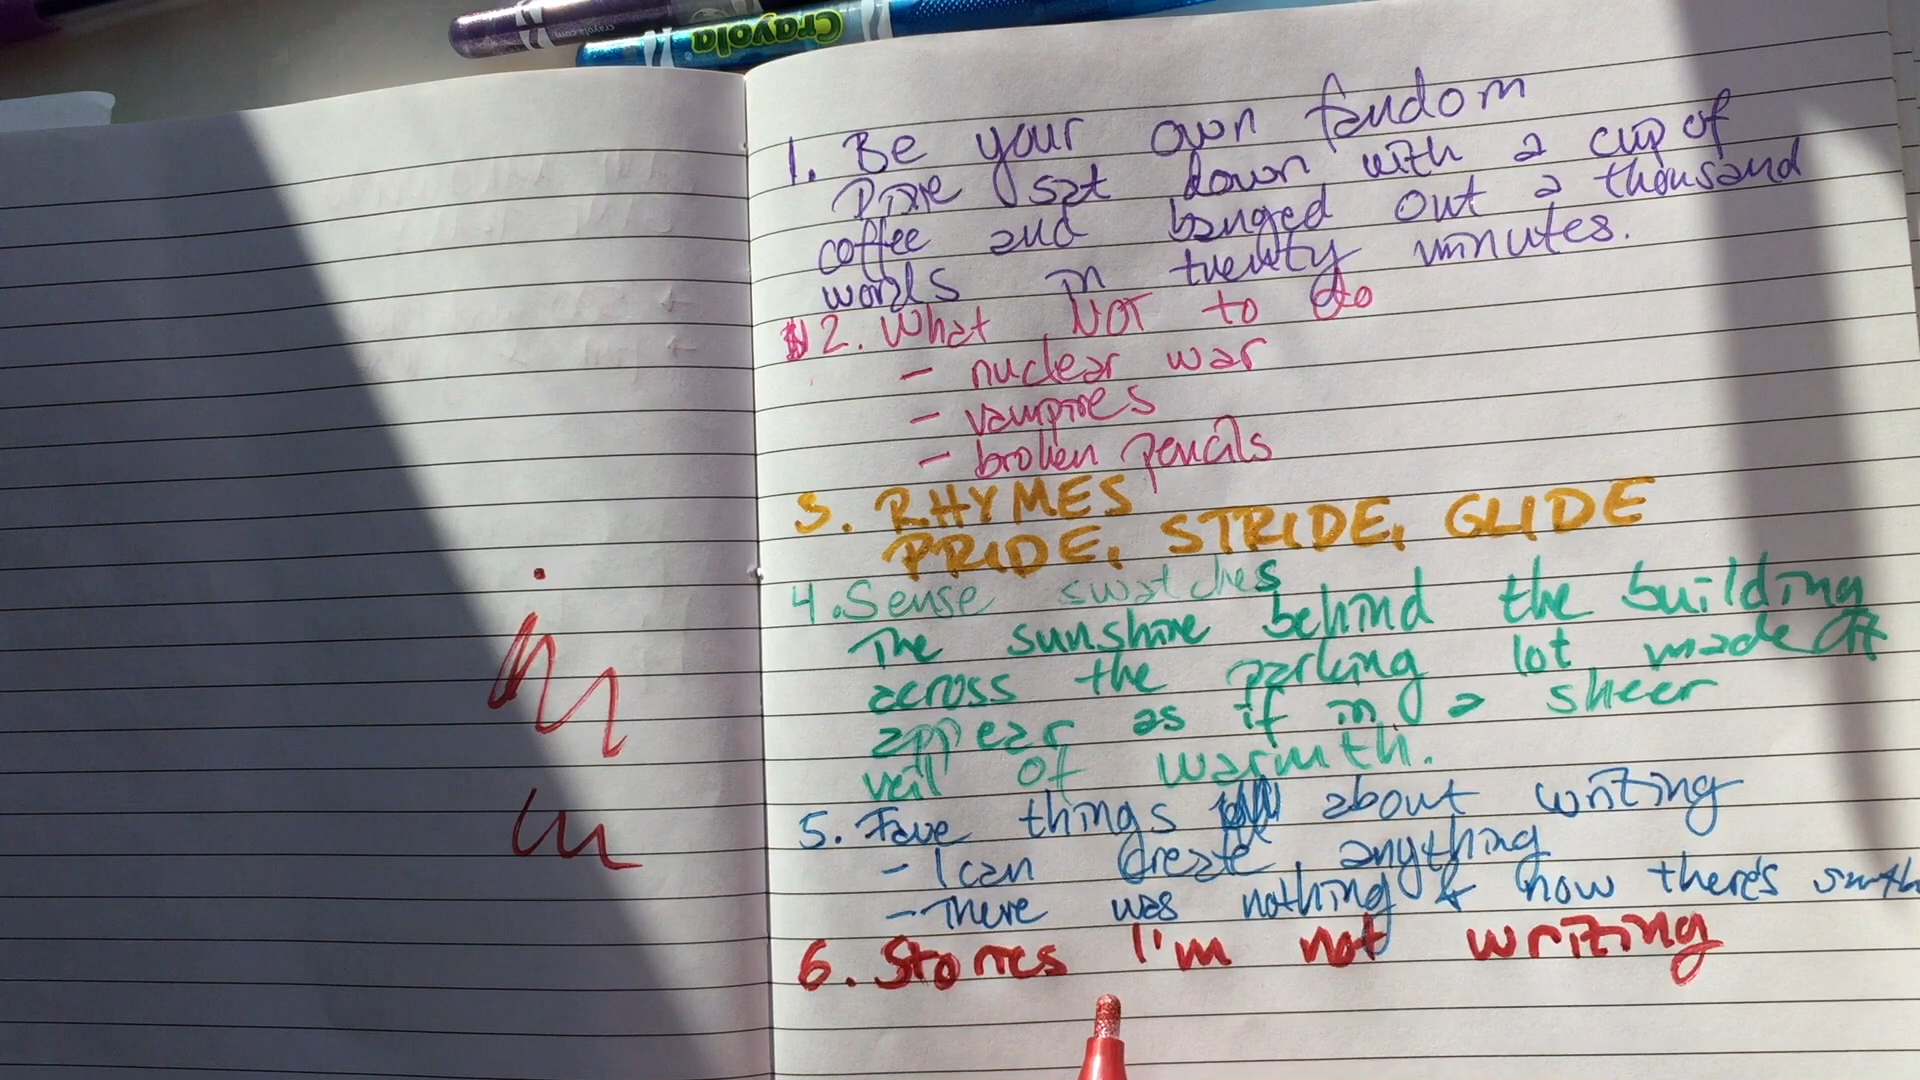 crayola.com
Crayola
1. Be your own fandom
Dixie sat down with a cup of
coffee and banged out a thousand
words in twenty minutes.
2. What NOT to do
- nuclear war
- vampires
- broken pencils
3. RHYMES
PRIDE, STRIDE, GLIDE
4. Sense swatches
The sunshine behind the building
across the parking lot made it
appear as if in a sheer
veil of warmth.
5. Fave things about writing
- I can create anything
- There was nothing & now there's
6. Stories I'm not writing